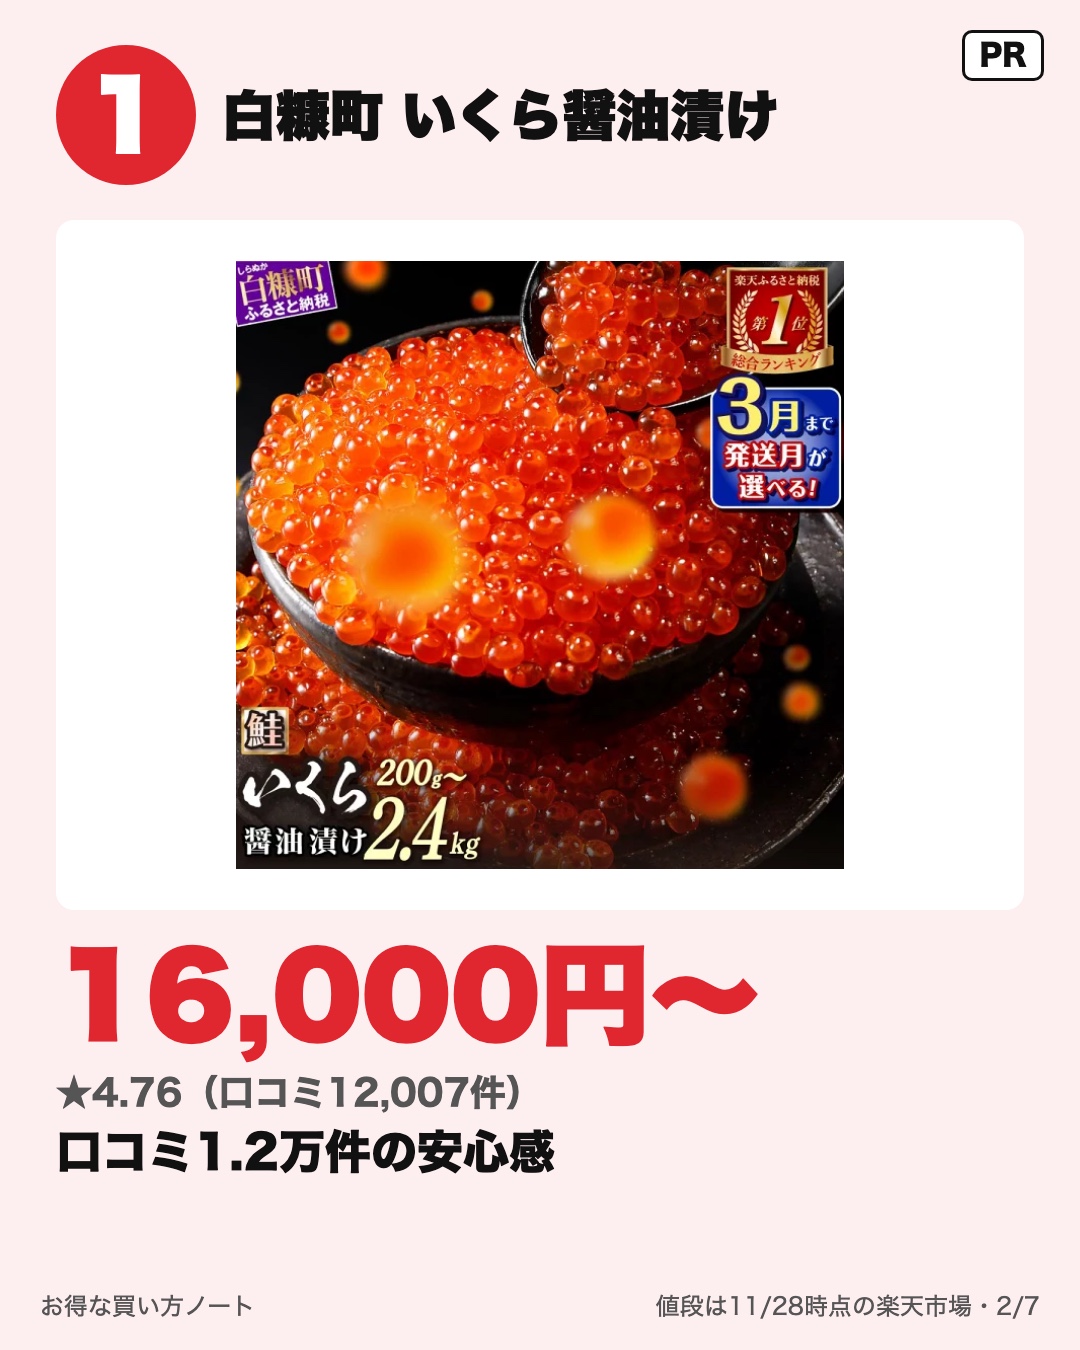 PR
1
白糠町 いくら醤油漬け
しらぬか
白糠町
ふるさと納税
楽天ふるさと納税
第1位
総合ランキング
3月まで
発送月が
選べる!
鮭
いくら
醤油漬け
200g〜
2.4kg
16,000円〜
★4.76（口コミ12,007件）
口コミ1.2万件の安心感
お得な買い方ノート
値段は11/28時点の楽天市場・2/7